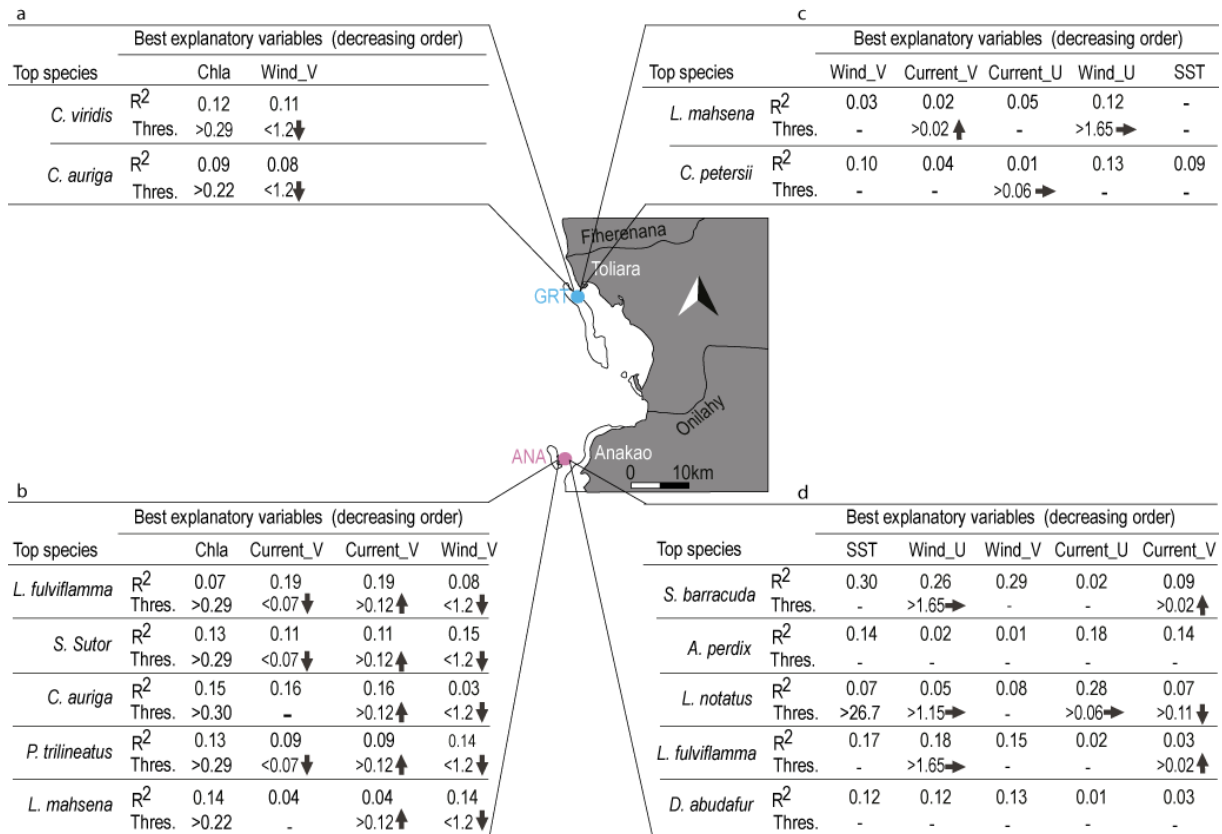 a
Best explanatory variables (decreasing order)
Top species Chla Wind_V
C. viridis R2 0.12 0.11
Thres. >0.29 <1.2
C. auriga R2 0.09 0.08
Thres. >0.22 <1.2
c
Best explanatory variables (decreasing order)
Top species Wind_V Current_V Current_U Wind_U SST
L. mahsena R2 0.03 0.02 0.05 0.12 -
Thres. - >0.02 - >1.65 -
C. petersii R2 0.10 0.04 0.01 0.13 0.09
Thres. - - >0.06 - -
Fiherenana
Toliara
GRT
Onilahy
ANA
Anakao
0 10km
b
Best explanatory variables (decreasing order)
Top species Chla Current_V Current_V Wind_V
L. fulviflamma R2 0.07 0.19 0.19 0.08
Thres. >0.29 <0.07 >0.12 <1.2
S. Sutor R2 0.13 0.11 0.11 0.15
Thres. >0.29 <0.07 >0.12 <1.2
C. auriga R2 0.15 0.16 0.16 0.03
Thres. >0.30 - >0.12 <1.2
P. trilineatus R2 0.13 0.09 0.09 0.14
Thres. >0.29 <0.07 >0.12 <1.2
L. mahsena R2 0.14 0.04 0.04 0.14
Thres. >0.22 - >0.12 <1.2
d
Best explanatory variables (decreasing order)
Top species SST Wind_U Wind_V Current_U Current_V
S. barracuda R2 0.30 0.26 0.29 0.02 0.09
Thres. - >1.65 - - >0.02
A. perdix R2 0.14 0.02 0.01 0.18 0.14
Thres. - - - - -
L. notatus R2 0.07 0.05 0.08 0.28 0.07
Thres. >26.7 >1.15 - >0.06 >0.11
L. fulviflamma R2 0.17 0.18 0.15 0.02 0.03
Thres. - >1.65 - - >0.02
D. abudafur R2 0.12 0.12 0.13 0.01 0.03
Thres. - - - - -